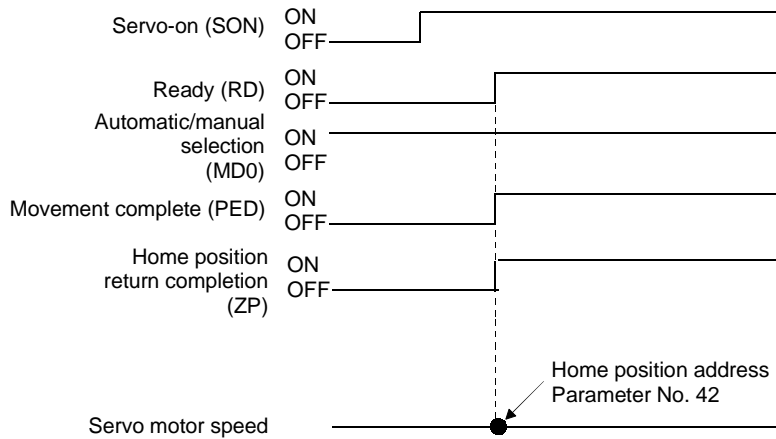 Servo-on (SON)
ON
OFF
Ready (RD)
ON
OFF
Automatic/manual
selection
(MD0)
ON
OFF
Movement complete (PED)
ON
OFF
Home position
return completion
(ZP)
ON
OFF
Home position address
Parameter No. 42
Servo motor speed